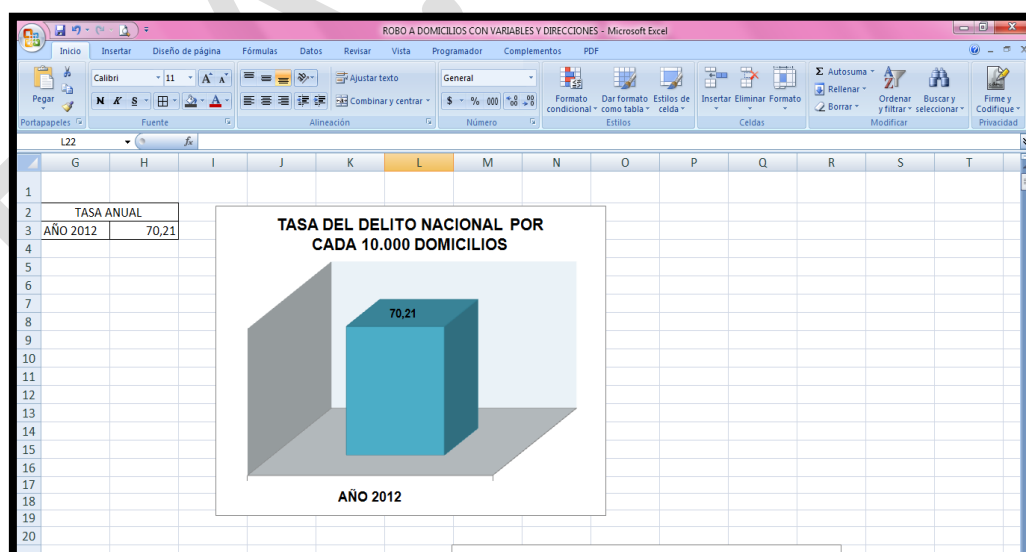 ROBO A DOMICILIOS CON VARIABLES Y DIRECCIONES - Microsoft Excel
Inicio Insertar Diseño de página Fórmulas Datos Revisar Vista Programador Complementos PDF
Pegar
Calibri 11 A A
N K S A
Ajustar texto
Combinar y centrar
General
$ % 000
Formato condicional
Dar formato como tabla
Estilos de celda
Insertar Eliminar Formato
Σ Autosuma
Rellenar
Borrar
Ordenar y filtrar
Buscar y seleccionar
Firme y Codifique
Portapapeles Fuente Alineación Número Estilos Celdas Modificar Privacidad
L22 fx
G H I J K L M N O P Q R S T
1
2 TASA ANUAL
3 AÑO 2012 70,21
4
5
6
7
8
9
10
11
12
13
14
15
16
17
18
19
20
TASA DEL DELITO NACIONAL POR
CADA 10.000 DOMICILIOS
70,21
AÑO 2012